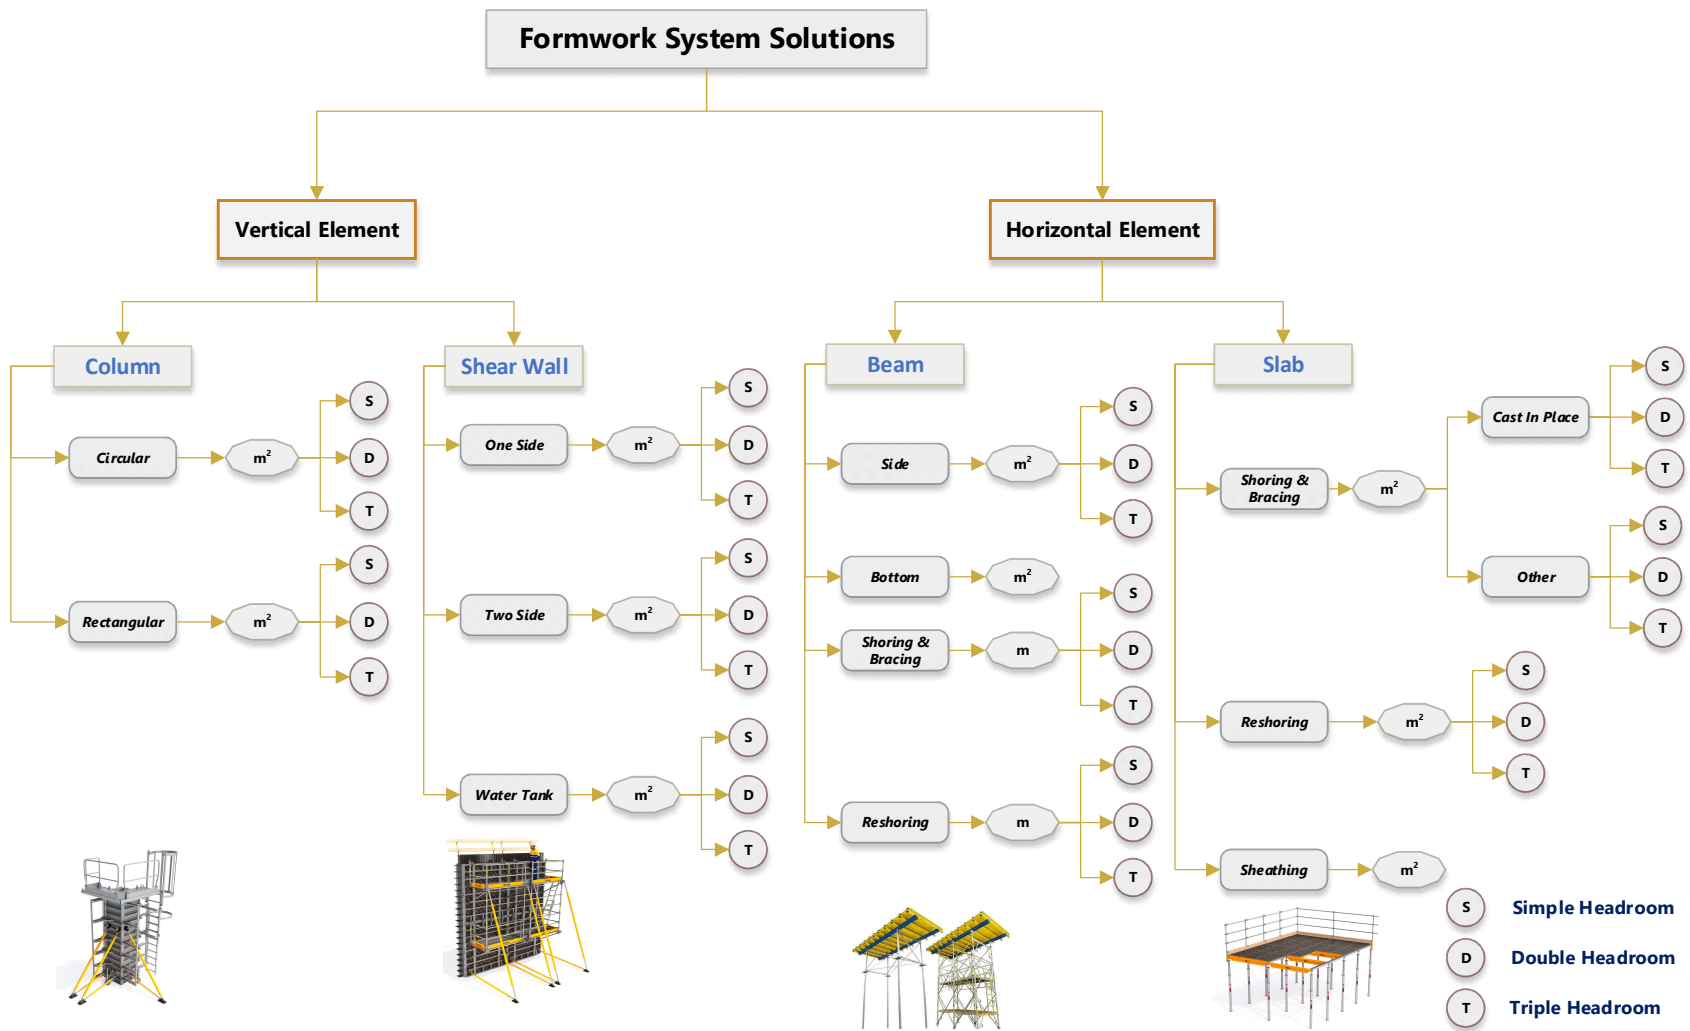 Formwork System Solutions
Vertical Element
Horizontal Element
Column
Circular
m²
S
D
T
Rectangular
m²
S
D
T
Shear Wall
One Side
m²
S
D
T
Two Side
m²
S
D
T
Water Tank
m²
S
D
T
Beam
Side
m²
S
D
T
Bottom
m²
Shoring &
Bracing
m
S
D
T
Reshoring
m
S
D
T
Slab
Shoring &
Bracing
m²
Cast In Place
S
D
T
Other
S
D
T
Reshoring
m²
S
D
T
Sheathing
m²
S Simple Headroom
D Double Headroom
T Triple Headroom